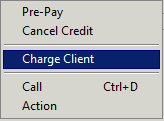 Pre-Pay
Cancel Credit
Charge Client
Call Ctrl+D
Action